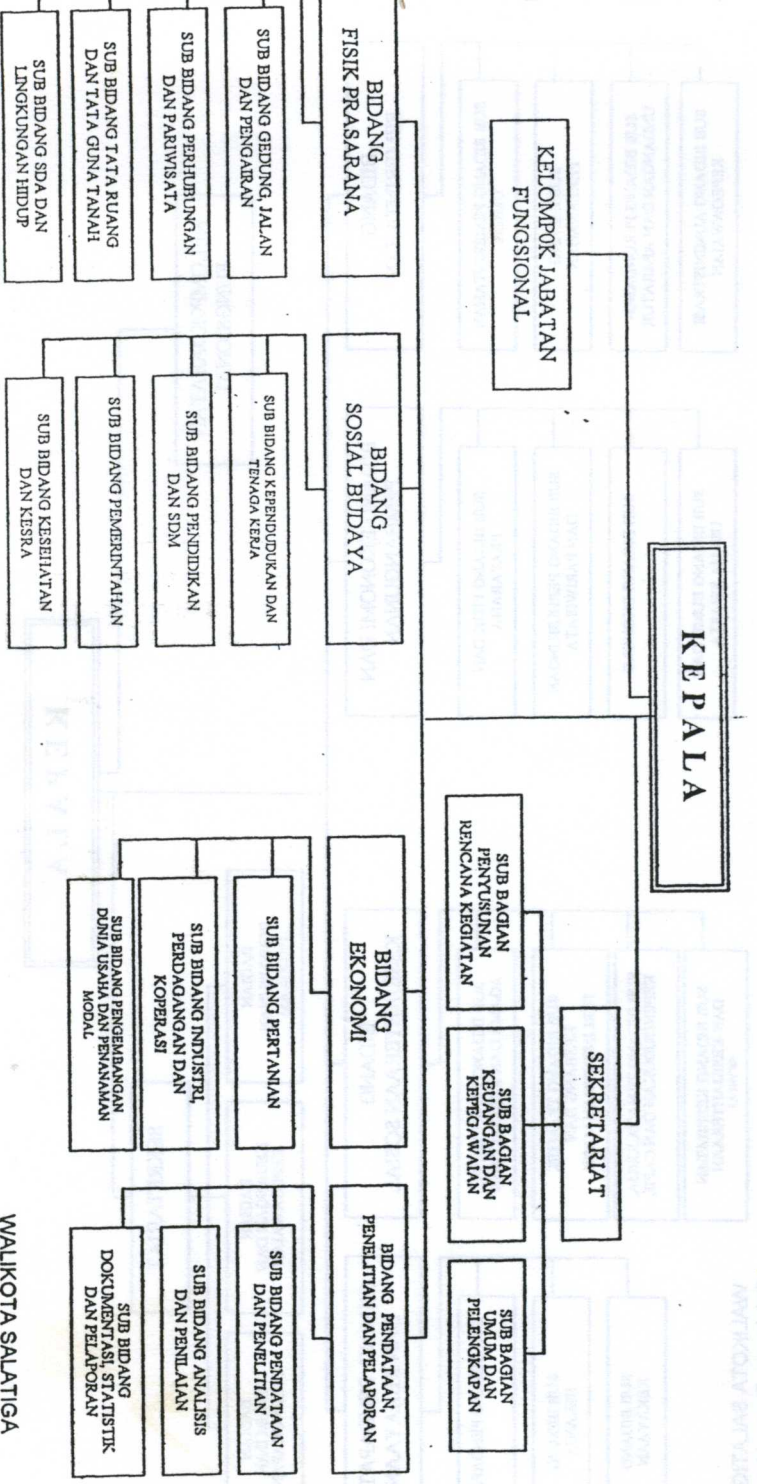 KEPALA
KELOMPOK JABATAN
FUNGSIONAL
SEKRETARIAT
SUB BAGIAN
PENYUSUNAN
RENCANA KEGIATAN
SUB BAGIAN
KEUANGAN DAN
KEPEGAWAIAN
SUB BAGIAN
UMUM DAN
PELENGKAPAN
BIDANG
FISIK PRASARANA
SUB BIDANG GEDUNG, JALAN
DAN PENGAIRAN
SUB BIDANG PERHUBUNGAN
DAN PARIWISATA
SUB BIDANG TATA RUANG
DAN TATA GUNA TANAH
SUB BIDANG SDA DAN
LINGKUNGAN HIDUP
BIDANG
SOSIAL BUDAYA
SUB BIDANG KEPENDUDUKAN DAN
TENAGA KERJA
SUB BIDANG PENDIDIKAN
DAN SDM
SUB BIDANG PEMERINTAHAN
SUB BIDANG KESEHATAN
DAN KESRA
BIDANG
EKONOMI
SUB BIDANG PERTANIAN
SUB BIDANG INDUSTRI,
PERDAGANGAN DAN
KOPERASI
SUB BIDANG PENGEMBANGAN
DUNIA USAHA DAN PENANAMAN
MODAL
BIDANG PENDATAAN,
PENELITIAN DAN PELAPORAN
SUB BIDANG PENDATAAN
DAN PENELITIAN
SUB BIDANG ANALISIS
DAN PENILAIAN
SUB BIDANG
DOKUMENTASI, STATISTIK
DAN PELAPORAN
WALIKOTA SALATIGA